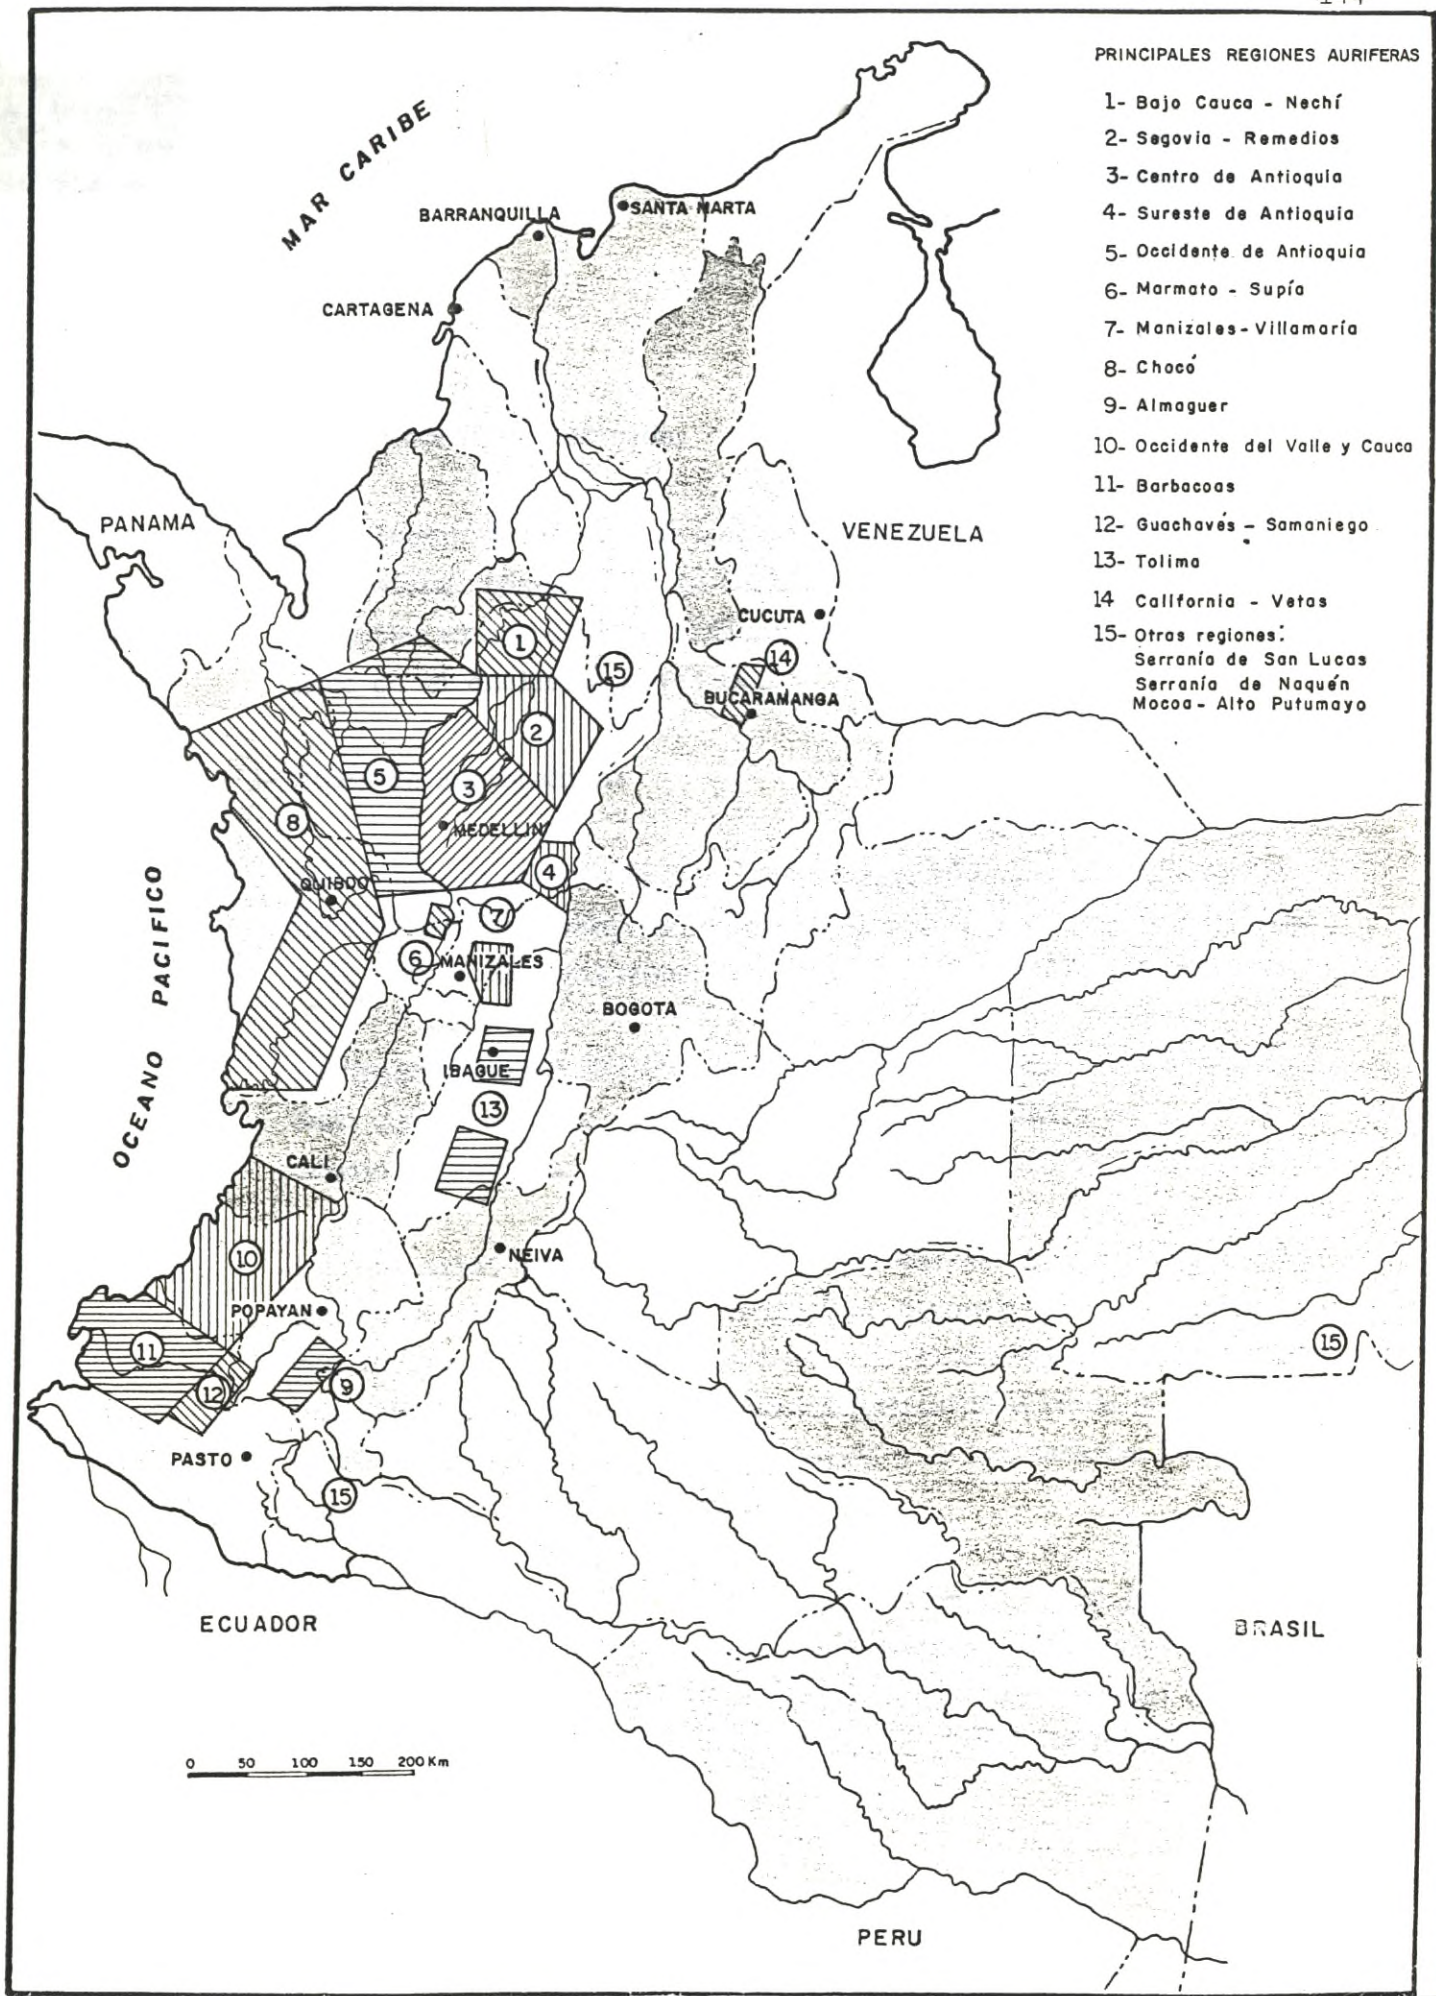 PRINCIPALES REGIONES AURIFERAS
1- Bajo Cauca - Nechí
2- Segovia - Remedios
3- Centro de Antioquia
4- Sureste de Antioquia
5- Occidente de Antioquia
6- Marmato - Supía
7- Manizales-Villamaría
8- Chocó
9- Almaguer
10- Occidente del Valle y Cauca
11- Barbacoas
12- Guachavés - Samaniego
13- Tolima
14 California - Vetas
15- Otras regiones:
Serranía de San Lucas
Serranía de Naquén
Mocoa - Alto Putumayo
MAR CARIBE
BARRANQUILLA
SANTA MARTA
CARTAGENA
PANAMA
VENEZUELA
CUCUTA
1
15
14
BUCARAMANGA
2
5
3
8
MEDELLIN
4
QUIBDO
7
6
MANIZALES
OCEANO PACIFICO
BOGOTA
IBAGUE
13
CALI
10
NEIVA
POPAYAN
11
15
12
9
PASTO
15
ECUADOR
BRASIL
0 50 100 150 200 Km
PERU